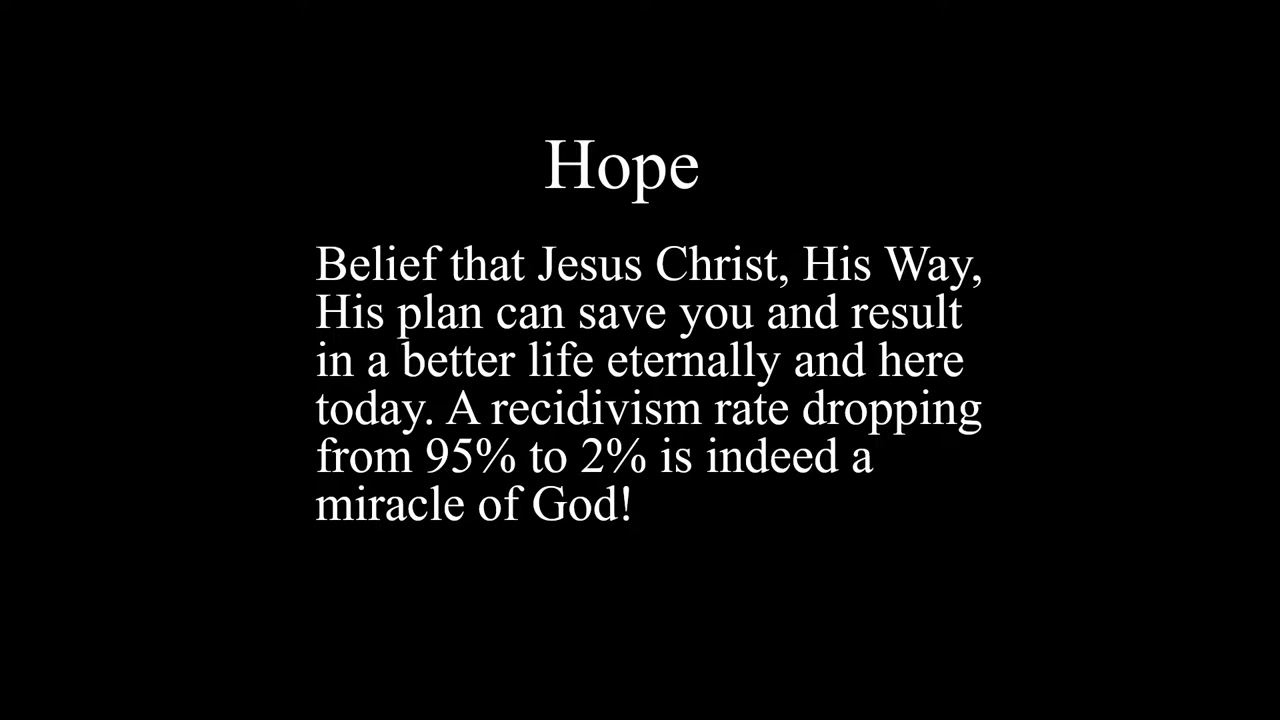 Hope
Belief that Jesus Christ, His Way,
His plan can save you and result
in a better life eternally and here
today. A recidivism rate dropping
from 95% to 2% is indeed a
miracle of God!